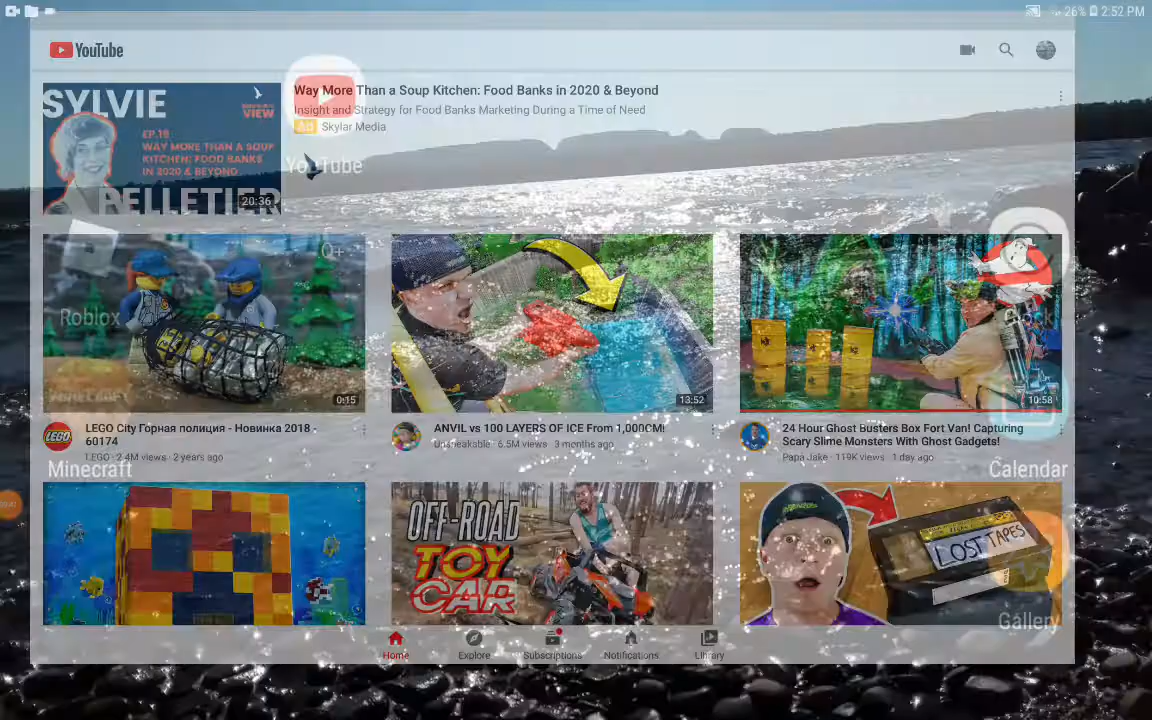 26% 2:52 PM
YouTube
SYLVIE
VIEW
EP.19
WAY MORE THAN A SOUP
KITCHEN: FOOD BANKS
IN 2020 & BEYOND
PELLETIER
20:36
Way More Than a Soup Kitchen: Food Banks in 2020 & Beyond
Insight and Strategy for Food Banks Marketing During a Time of Need
Ad Skylar Media
YouTube
Roblox
0:15
13:52
10:58
LEGO
LEGO City Горная полиция - Новинка 2018 -
60174
LEGO · 2.4M views · 2 years ago
ANVIL vs 100 LAYERS OF ICE From 1,000CM!
Unspeakable · 6.5M views · 3 months ago
24 Hour Ghost Busters Box Fort Van! Capturing
Scary Slime Monsters With Ghost Gadgets!
Papa Jake · 119K views · 1 day ago
Minecraft
Calendar
OFF-ROAD
TOY
CAR
LOST TAPES
Gallery
Home
Explore
Subscriptions
Notifications
Library